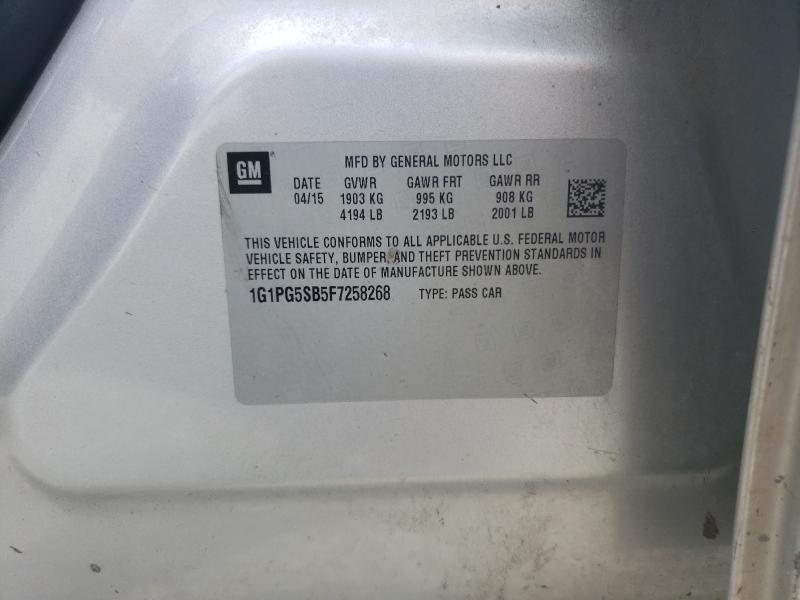 GM
MFD BY GENERAL MOTORS LLC
DATE GVWR GAWR FRT GAWR RR
04/15 1903 KG 995 KG 908 KG
4194 LB 2193 LB 2001 LB
THIS VEHICLE CONFORMS TO ALL APPLICABLE U.S. FEDERAL MOTOR
VEHICLE SAFETY, BUMPER, AND THEFT PREVENTION STANDARDS IN
EFFECT ON THE DATE OF MANUFACTURE SHOWN ABOVE.
1G1PG5SB5F7258268 TYPE: PASS CAR